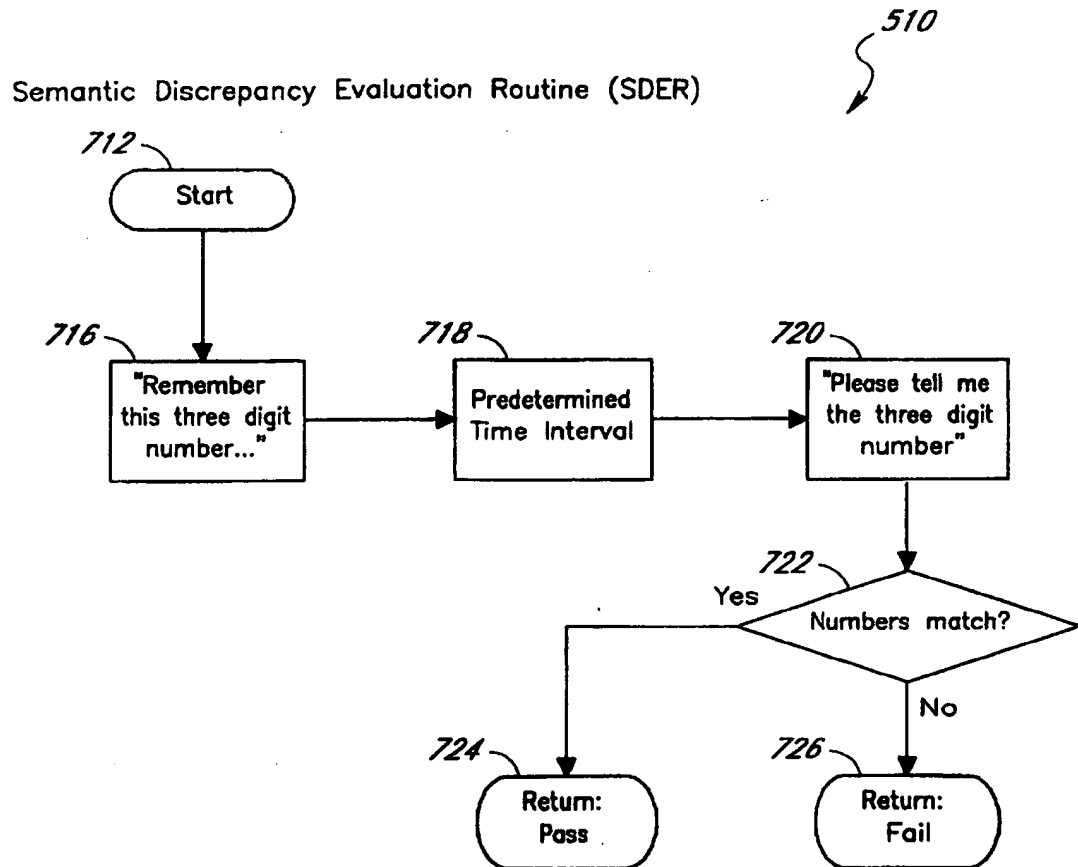 510
Semantic Discrepancy Evaluation Routine (SDER)
712
Start
716
"Remember
this three digit
number..."
718
Predetermined
Time Interval
720
"Please tell me
the three digit
number"
722
Yes
Numbers match?
No
724
Return:
Pass
726
Return:
Fail